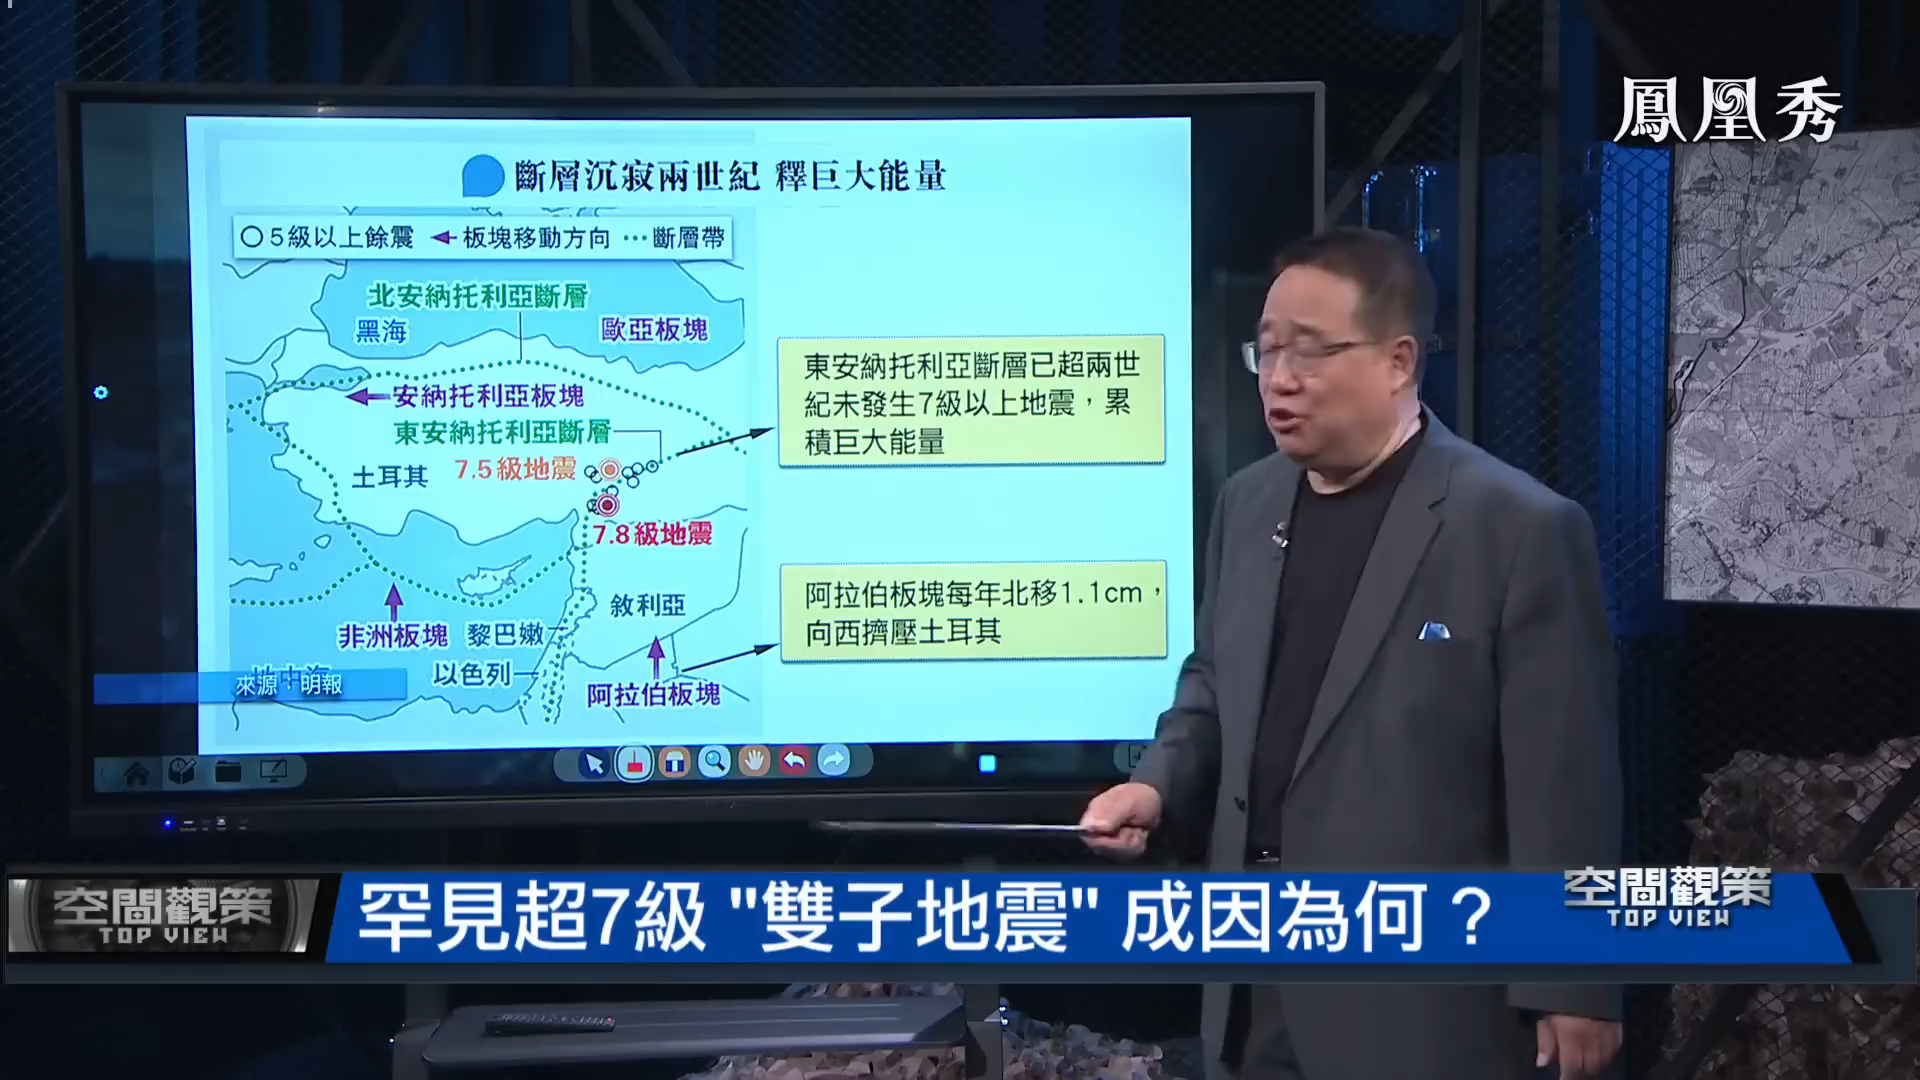 鳳凰秀
斷層沉寂兩世紀 釋巨大能量
5級以上餘震 板塊移動方向 斷層帶
北安納托利亞斷層
黑海
歐亞板塊
安納托利亞板塊
東安納托利亞斷層
土耳其
7.5級地震
7.8級地震
東安納托利亞斷層已超兩世
紀未發生7級以上地震，累
積巨大能量
阿拉伯板塊每年北移1.1cm，
向西擠壓土耳其
敘利亞
非洲板塊
黎巴嫩
以色列
地中海
來源：明報
阿拉伯板塊
空間觀策
TOP VIEW
罕見超7級 "雙子地震" 成因為何？
空間觀策
TOP VIEW